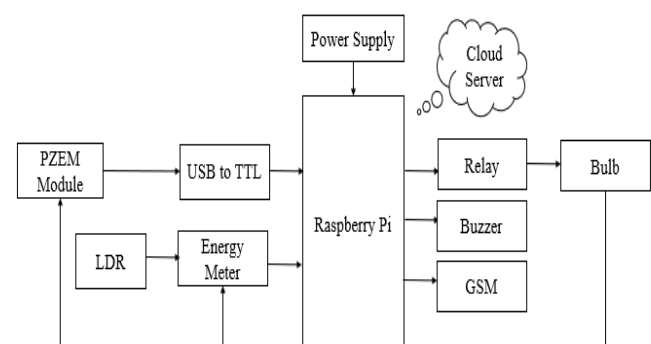 Power Supply
Cloud
Server
PZEM
Module
USB to TTL
Relay
Bulb
Raspberry Pi
Buzzer
LDR
Energy
Meter
GSM